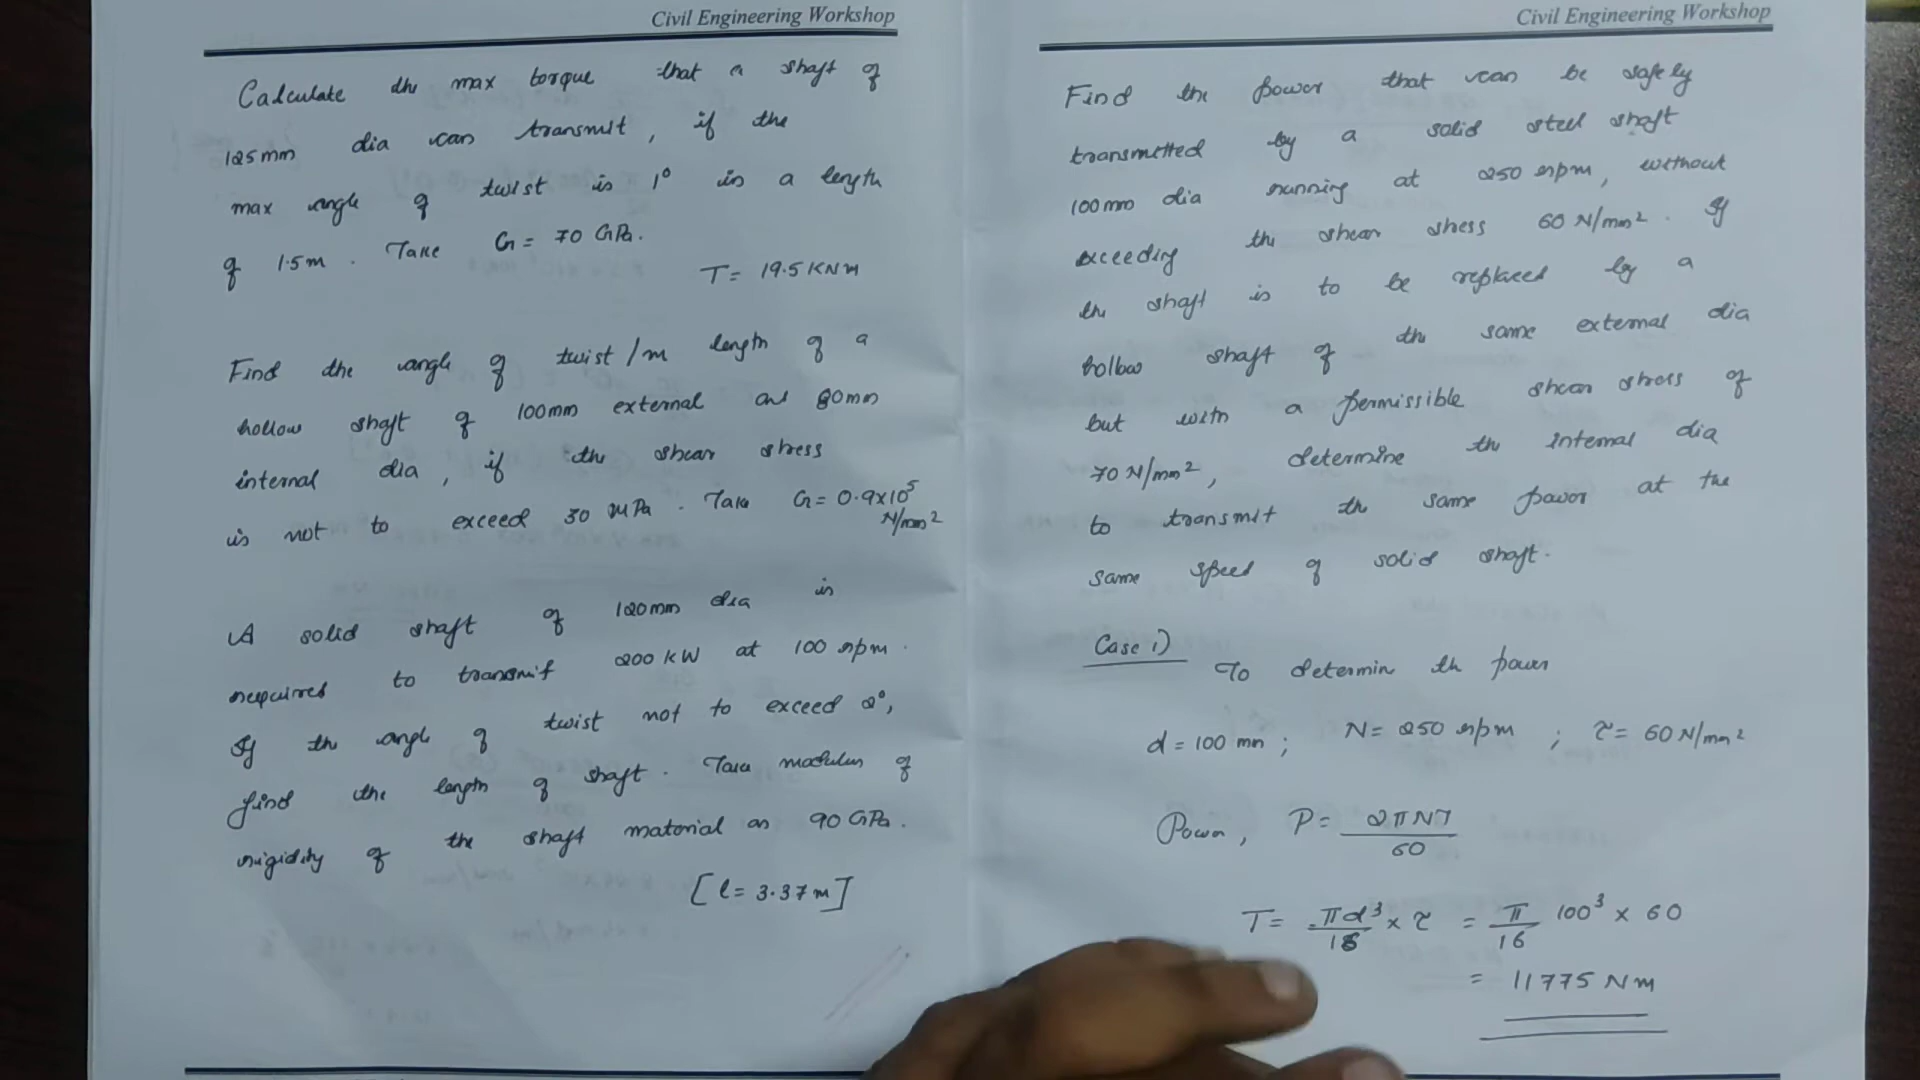 Civil Engineering Workshop
Calculate the max torque that a shaft of
125mm dia can transmit, if the
max angle of twist is 1° in a length
of 1.5m. Take G = 70 GPa.
T = 19.5 KNm
Find the angle of twist/m length of a
hollow shaft of 100mm external and 80mm
internal dia, if the shear stress
is not to exceed 30 MPa. Take G = 0.9x10⁵
N/mm²
A solid shaft of 120mm dia is
required to transmit 200 kW at 100 rpm.
If the angle of twist not to exceed 2°,
find the length of shaft. Take modulus of
rigidity of the shaft material as 90 GPa.
[l = 3.37m]
Civil Engineering Workshop
Find the power that can be safely
transmitted by a solid steel shaft
100mm dia running at 250 rpm, without
exceeding the shear stress 60 N/mm². If
the shaft is to be replaced by a
hollow shaft of the same external dia
but with a permissible shear stress of
70 N/mm², determine the internal dia
to transmit the same power at the
same speed of solid shaft.
Case 1) To determin the power
d = 100 mm; N = 250 rpm; τ = 60 N/mm²
Power, P = 2πNT/60
T = πd³/16 × τ = π/16 100³ × 60
= 11775 Nm